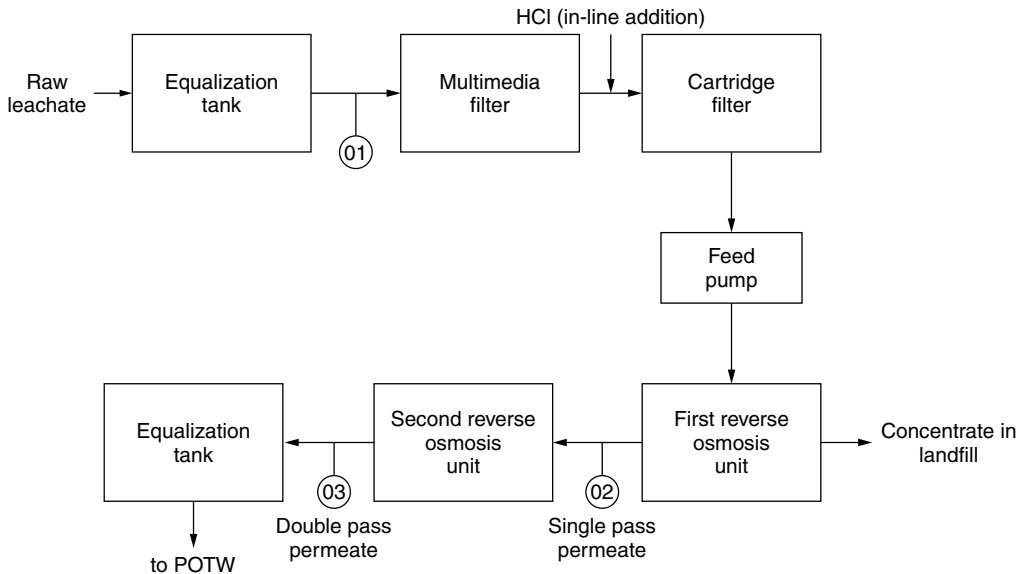 HCl (in-line addition)
Raw
leachate
Equalization
tank
01
Multimedia
filter
Cartridge
filter
Feed
pump
First reverse
osmosis
unit
Concentrate in
landfill
02
Single pass
permeate
Second reverse
osmosis
unit
03
Double pass
permeate
Equalization
tank
to POTW